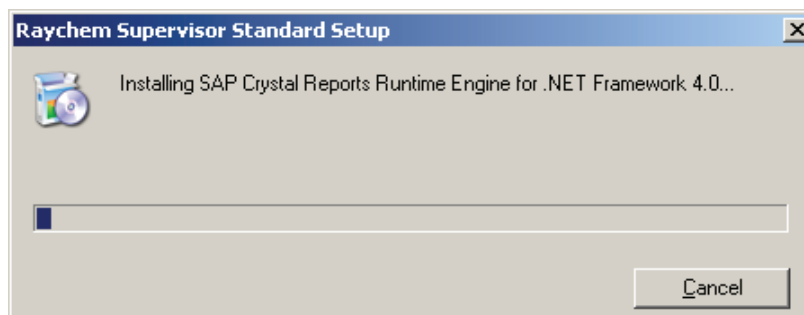 Raychem Supervisor Standard Setup
Installing SAP Crystal Reports Runtime Engine for .NET Framework 4.0...
Cancel